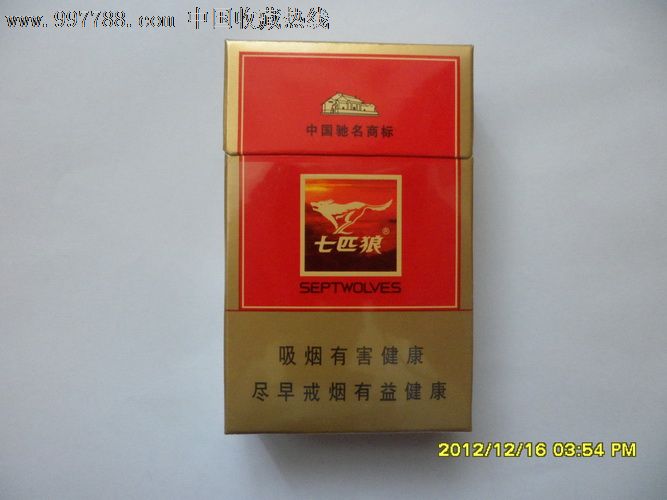 www.997788.com 中国收藏热线
中国驰名商标
七匹狼®
SEPTWOLVES
吸烟有害健康
尽早戒烟有益健康
2012/12/16 03:54 PM